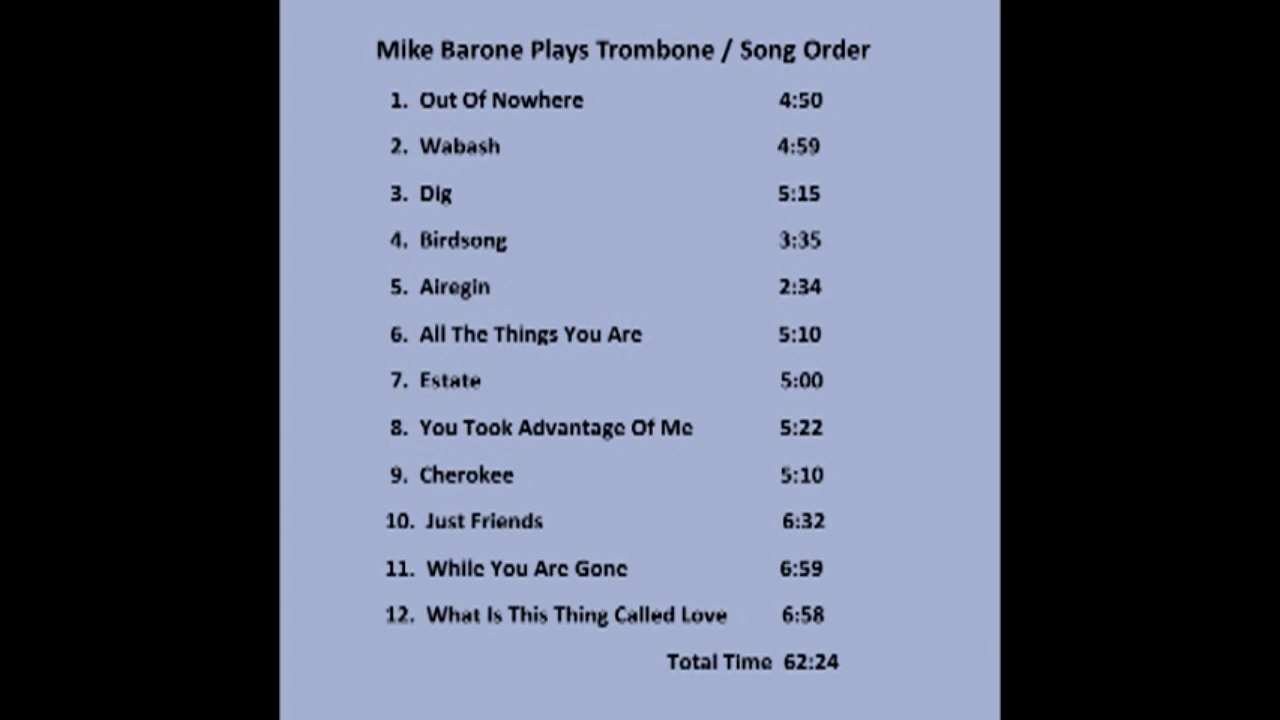 Mike Barone Plays Trombone / Song Order
1. Out Of Nowhere 4:50
2. Wabash 4:59
3. Dig 5:15
4. Birdsong 3:35
5. Airegin 2:34
6. All The Things You Are 5:10
7. Estate 5:00
8. You Took Advantage Of Me 5:22
9. Cherokee 5:10
10. Just Friends 6:32
11. While You Are Gone 6:59
12. What Is This Thing Called Love 6:58
Total Time 62:24